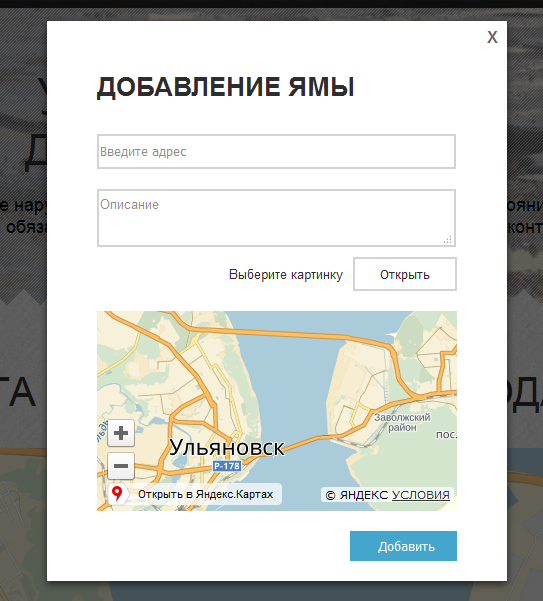 X
ДОБАВЛЕНИЕ ЯМЫ
Введите адрес
Описание
Выберите картинку Открыть
Заволжский
район
пос.
Ульяновск
Р-178
Открыть в Яндекс.Картах
© ЯНДЕКС УСЛОВИЯ
Добавить